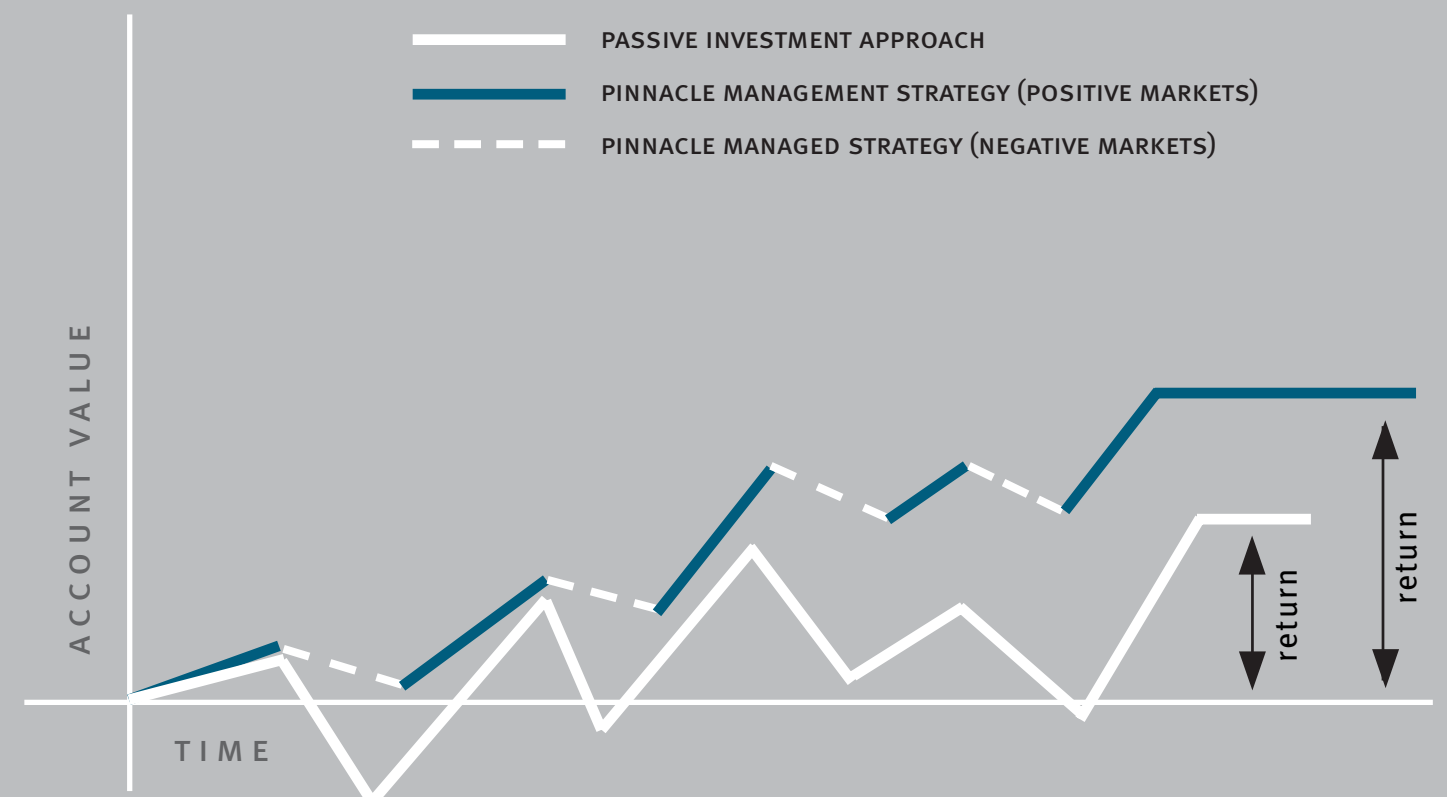 PASSIVE INVESTMENT APPROACH
PINNACLE MANAGEMENT STRATEGY (POSITIVE MARKETS)
PINNACLE MANAGED STRATEGY (NEGATIVE MARKETS)
ACCOUNT VALUE
return
return
TIME